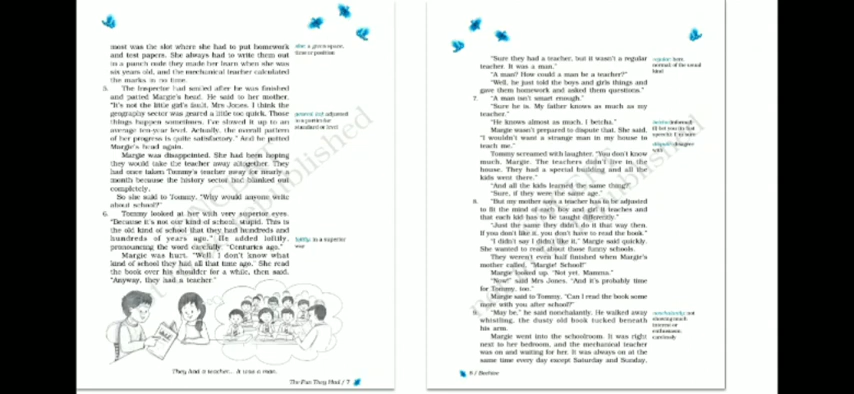 most was the slot where she had to put homework
and test papers. She always had to write them out
in a punch code they made her learn when she was
six years old, and the mechanical teacher calculated
the marks in no time.
slot: a given space,
time or position
5. The Inspector had smiled after he was finished
and patted Margie's head. He said to her mother,
"It's not the little girl's fault, Mrs Jones. I think the
geography sector was geared a little too quick. Those
things happen sometimes. I've slowed it up to an
average ten-year level. Actually, the overall pattern
of her progress is quite satisfactory." And he patted
Margie's head again.
geared (to): adjusted
to a particular
standard or level
Margie was disappointed. She had been hoping
they would take the teacher away altogether. They
had once taken Tommy's teacher away for nearly a
month because the history sector had blanked out
completely.
So she said to Tommy, "Why would anyone write
about school?"
6. Tommy looked at her with very superior eyes.
"Because it's not our kind of school, stupid. This is
the old kind of school that they had hundreds and
hundreds of years ago." He added loftily,
pronouncing the word carefully, "Centuries ago."
loftily: in a superior
way
Margie was hurt. "Well, I don't know what
kind of school they had all that time ago." She read
the book over his shoulder for a while, then said,
"Anyway, they had a teacher."
They had a teacher... It was a man.
The Fun They Had / 7
"Sure they had a teacher, but it wasn't a regular
teacher. It was a man."
regular: here,
normal; of the usual
kind
"A man? How could a man be a teacher?"
"Well, he just told the boys and girls things and
gave them homework and asked them questions."
7. "A man isn't smart enough."
"Sure he is. My father knows as much as my
teacher."
"He knows almost as much, I betcha."
betcha (informal):
(I) bet you (in fast
speech): I'm sure
Margie wasn't prepared to dispute that. She said,
"I wouldn't want a strange man in my house to
teach me."
dispute: disagree
with
Tommy screamed with laughter. "You don't know
much, Margie. The teachers didn't live in the
house. They had a special building and all the
kids went there."
"And all the kids learned the same thing?"
"Sure, if they were the same age."
8. "But my mother says a teacher has to be adjusted
to fit the mind of each boy and girl it teaches and
that each kid has to be taught differently."
"Just the same they didn't do it that way then.
If you don't like it, you don't have to read the book."
"I didn't say I didn't like it," Margie said quickly.
She wanted to read about those funny schools.
They weren't even half finished when Margie's
mother called, "Margie! School!"
Margie looked up. "Not yet, Mamma."
"Now!" said Mrs Jones. "And it's probably time
for Tommy, too."
Margie said to Tommy, "Can I read the book some
more with you after school?"
9. "May be," he said nonchalantly. He walked away
whistling, the dusty old book tucked beneath
his arm.
nonchalantly: not
showing much
interest or
enthusiasm;
carelessly
Margie went into the schoolroom. It was right
next to her bedroom, and the mechanical teacher
was on and waiting for her. It was always on at the
same time every day except Saturday and Sunday,
8 / Beehive